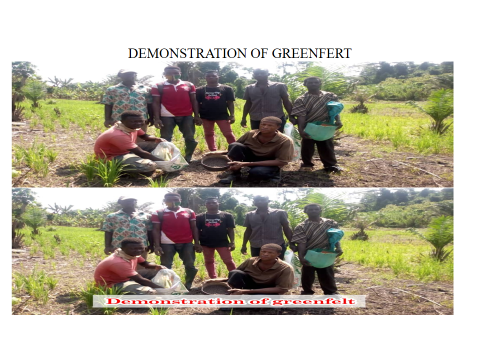 DEMONSTRATION OF GREENFERT
Demonstration of greenfelt